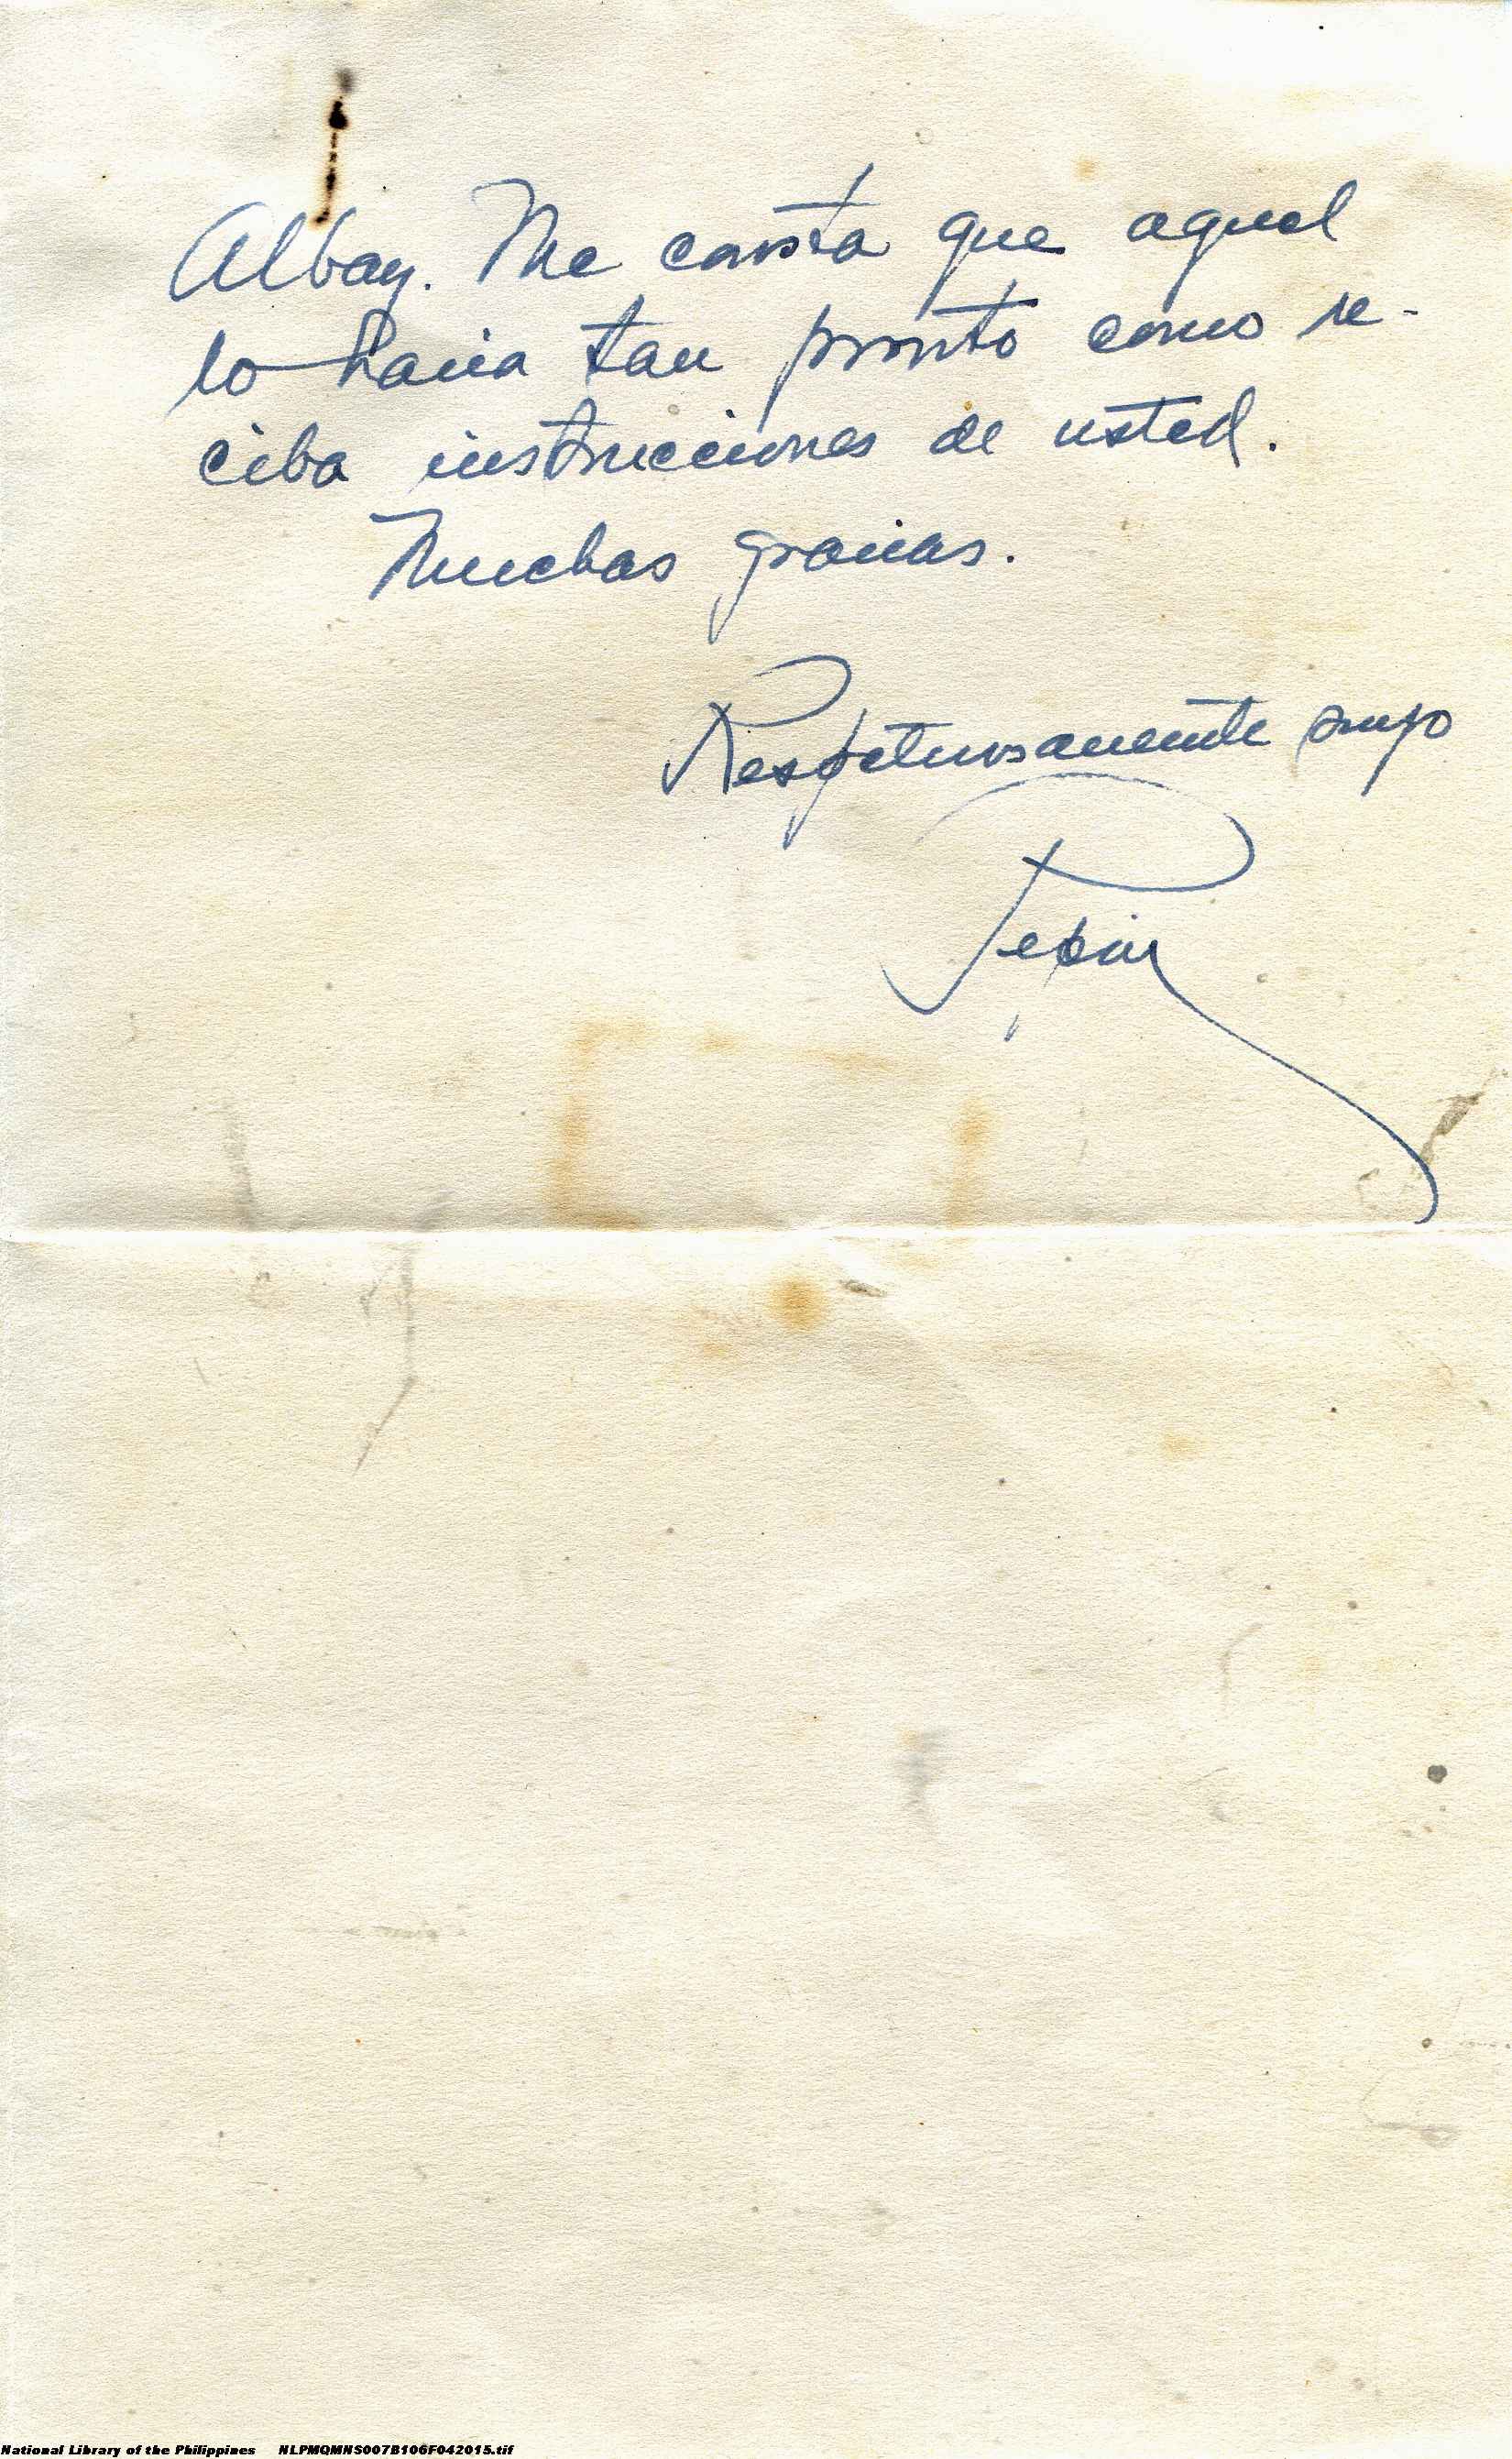 Albay. Me consta que aquel
lo haria tan pronto como re-
ciba instrucciones de usted.
Muchas gracias.
Respetuosamente suyo
Pepin
National Library of the Philippines NLPMQMNS007B106F042015.tif